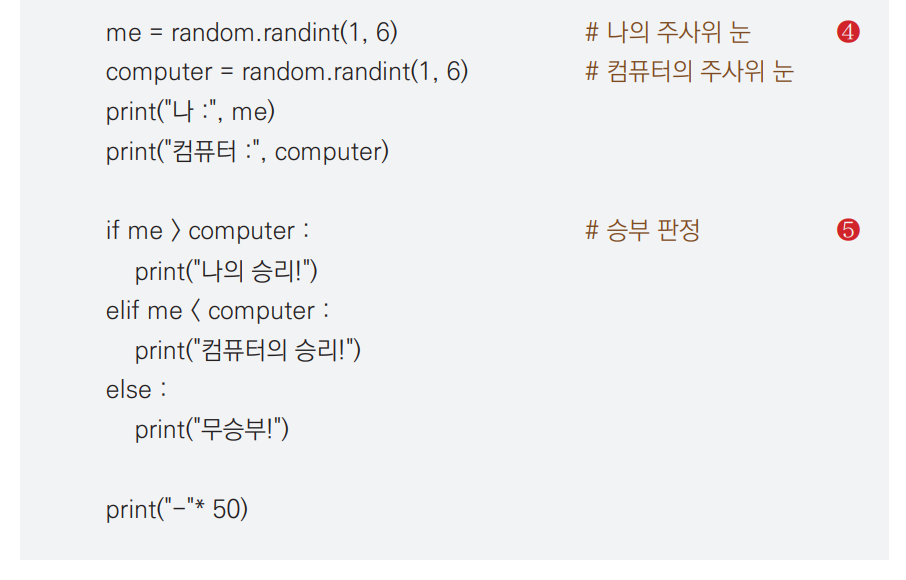 me = random.randint(1, 6) # 나의 주사위 눈 ❹
computer = random.randint(1, 6) # 컴퓨터의 주사위 눈
print("나 :", me)
print("컴퓨터 :", computer)
if me > computer : # 승부 판정 ❺
print("나의 승리!")
elif me < computer :
print("컴퓨터의 승리!")
else :
print("무승부!")
print("-"* 50)